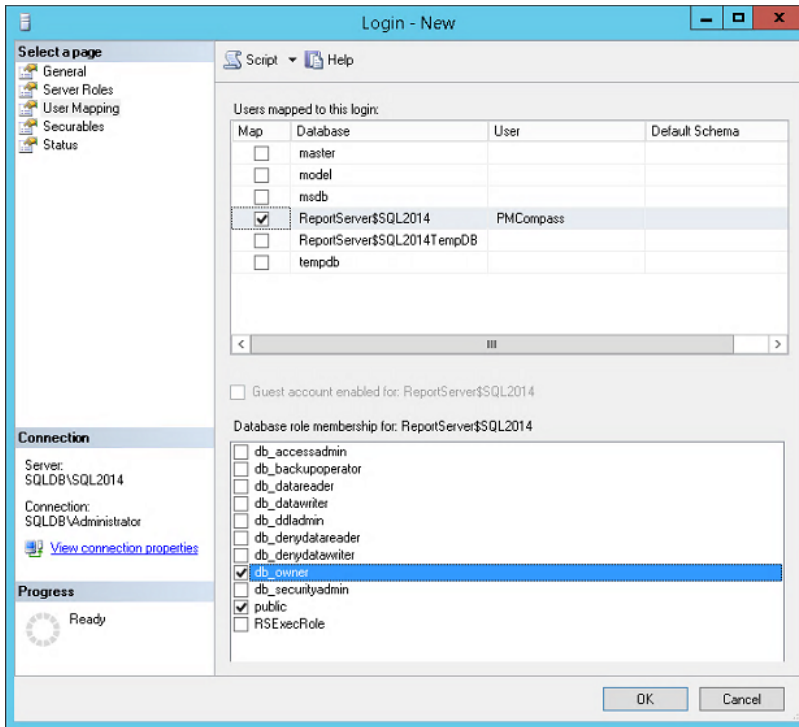 Login - New
Select a page
General
Server Roles
User Mapping
Securables
Status
Script Help
Users mapped to this login:
Map Database User Default Schema
master
model
msdb
ReportServer$SQL2014 PMCompass
ReportServer$SQL2014TempDB
tempdb
Guest account enabled for: ReportServer$SQL2014
Database role membership for: ReportServer$SQL2014
db_accessadmin
db_backupoperator
db_datareader
db_datawriter
db_ddladmin
db_denydatareader
db_denydatawriter
db_owner
db_securityadmin
public
RSExecRole
Connection
Server:
SQLDB\SQL2014
Connection:
SQLDB\Administrator
View connection properties
Progress
Ready
OK Cancel